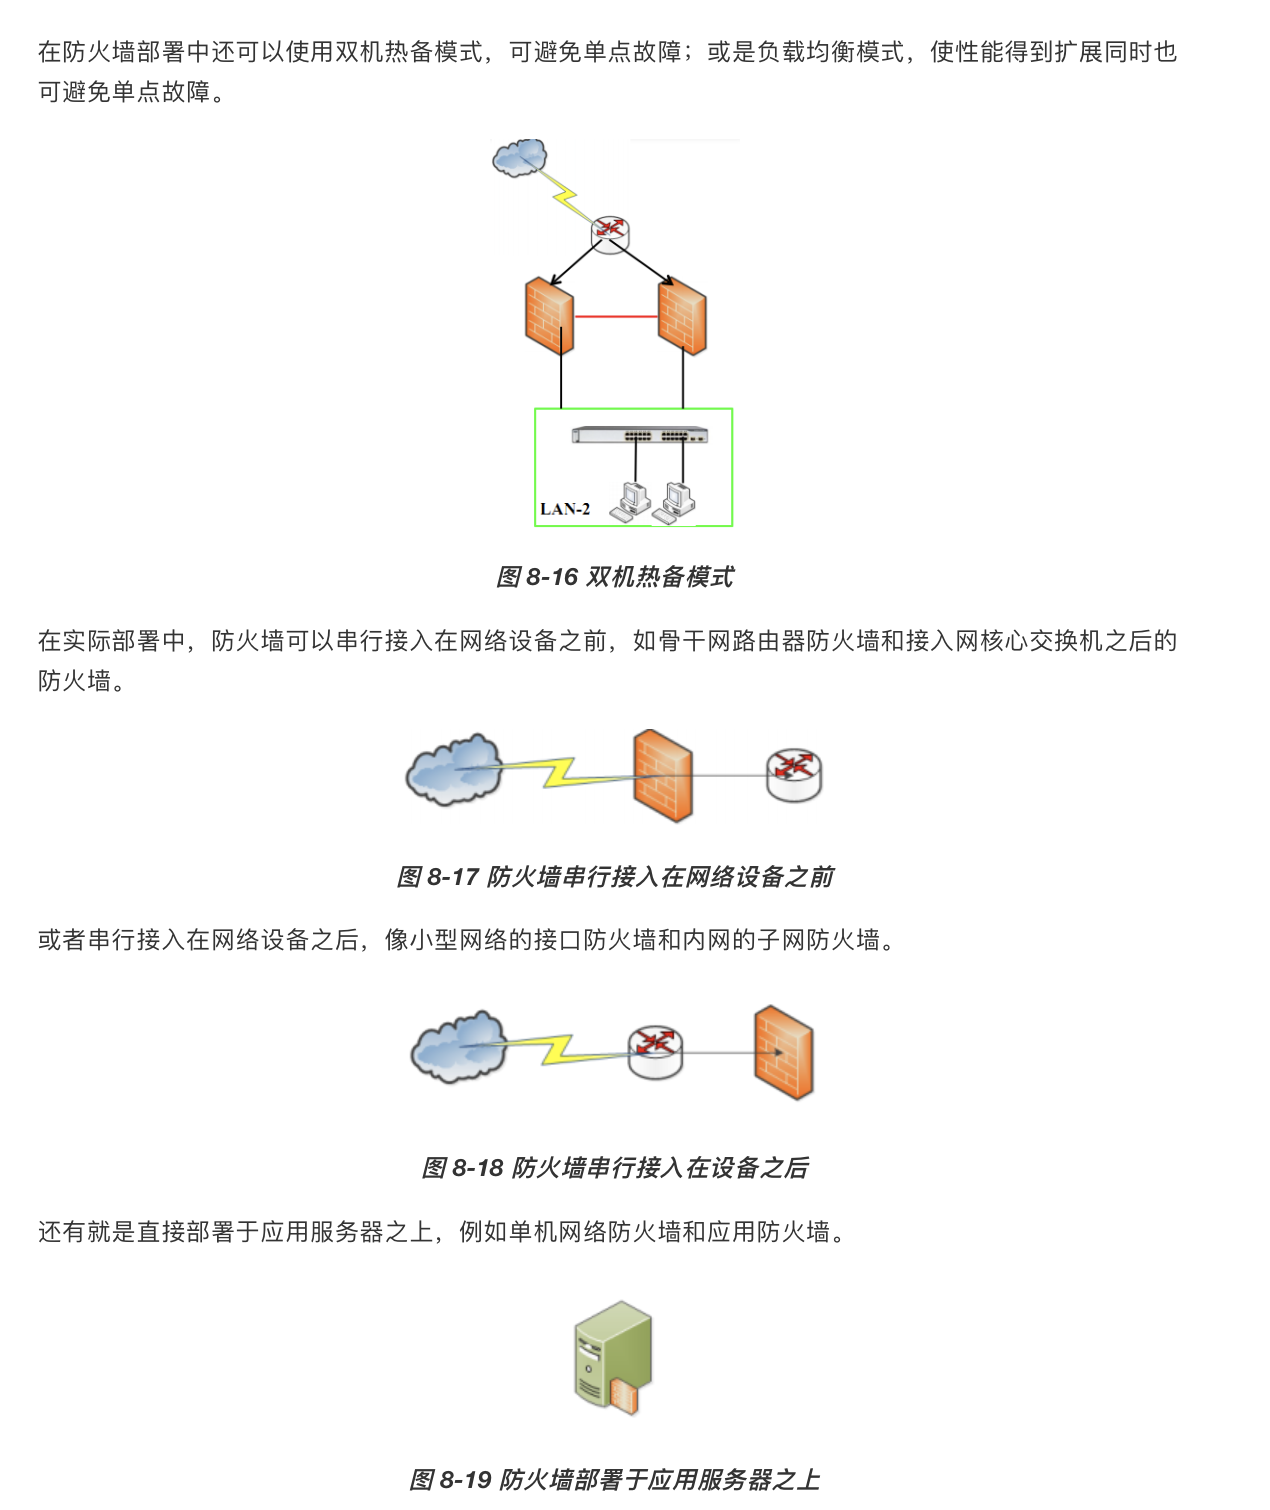 在防火墙部署中还可以使用双机热备模式，可避免单点故障；或是负载均衡模式，使性能得到扩展同时也
可避免单点故障。
LAN-2
图 8-16 双机热备模式
在实际部署中，防火墙可以串行接入在网络设备之前，如骨干网路由器防火墙和接入网核心交换机之后的
防火墙。
图 8-17 防火墙串行接入在网络设备之前
或者串行接入在网络设备之后，像小型网络的接口防火墙和内网的子网防火墙。
图 8-18 防火墙串行接入在设备之后
还有就是直接部署于应用服务器之上，例如单机网络防火墙和应用防火墙。
图 8-19 防火墙部署于应用服务器之上